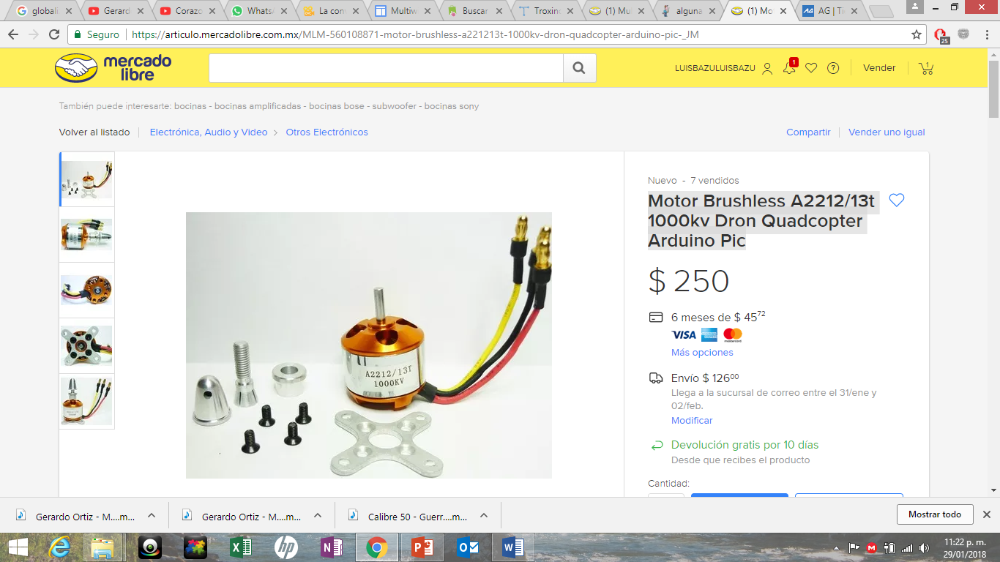 globali
Gerard
Corazo
WhatsA
La con
Multiw
Buscar
Troxin
(1) Mu
alguna
(1) Mo
AG | Ti
Seguro
https://articulo.mercadolibre.com.mx/MLM-560108871-motor-brushless-a221213t-1000kv-dron-quadcopter-arduino-pic-_JM
25
mercado
libre
LUISBAZULUISBAZU
1
Vender
1
También puede interesarte: bocinas - bocinas amplificadas - bocinas bose - subwoofer - bocinas sony
Volver al listado
Electrónica, Audio y Video
Otros Electrónicos
Compartir
Vender uno igual
Nuevo - 7 vendidos
Motor Brushless A2212/13t
1000kv Dron Quadcopter
Arduino Pic
$ 250
6 meses de $ 45⁷²
VISA
mastercard
Más opciones
Envío $ 126⁰⁰
Llega a la sucursal de correo entre el 31/ene y
02/feb.
Modificar
Devolución gratis por 10 días
Desde que recibes el producto
Cantidad:
A2212/13T
1000KV
Gerardo Ortiz - M....m...
Gerardo Ortiz - M....m...
Calibre 50 - Guerr....m...
Mostrar todo
11:22 p. m.
29/01/2018